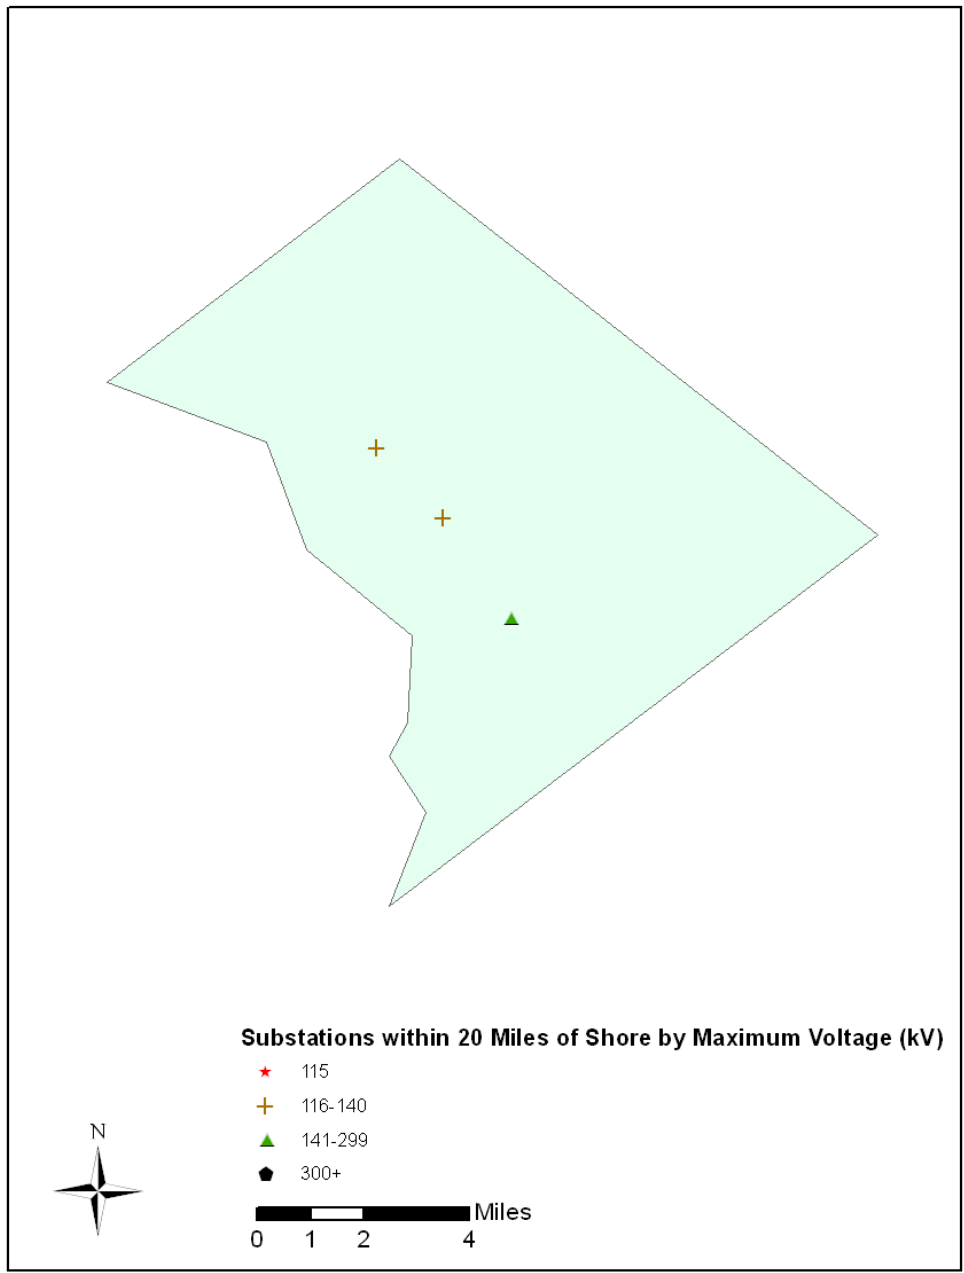 Substations within 20 Miles of Shore by Maximum Voltage (kV)
115
116-140
141-299
300+
N
Miles
0 1 2 4